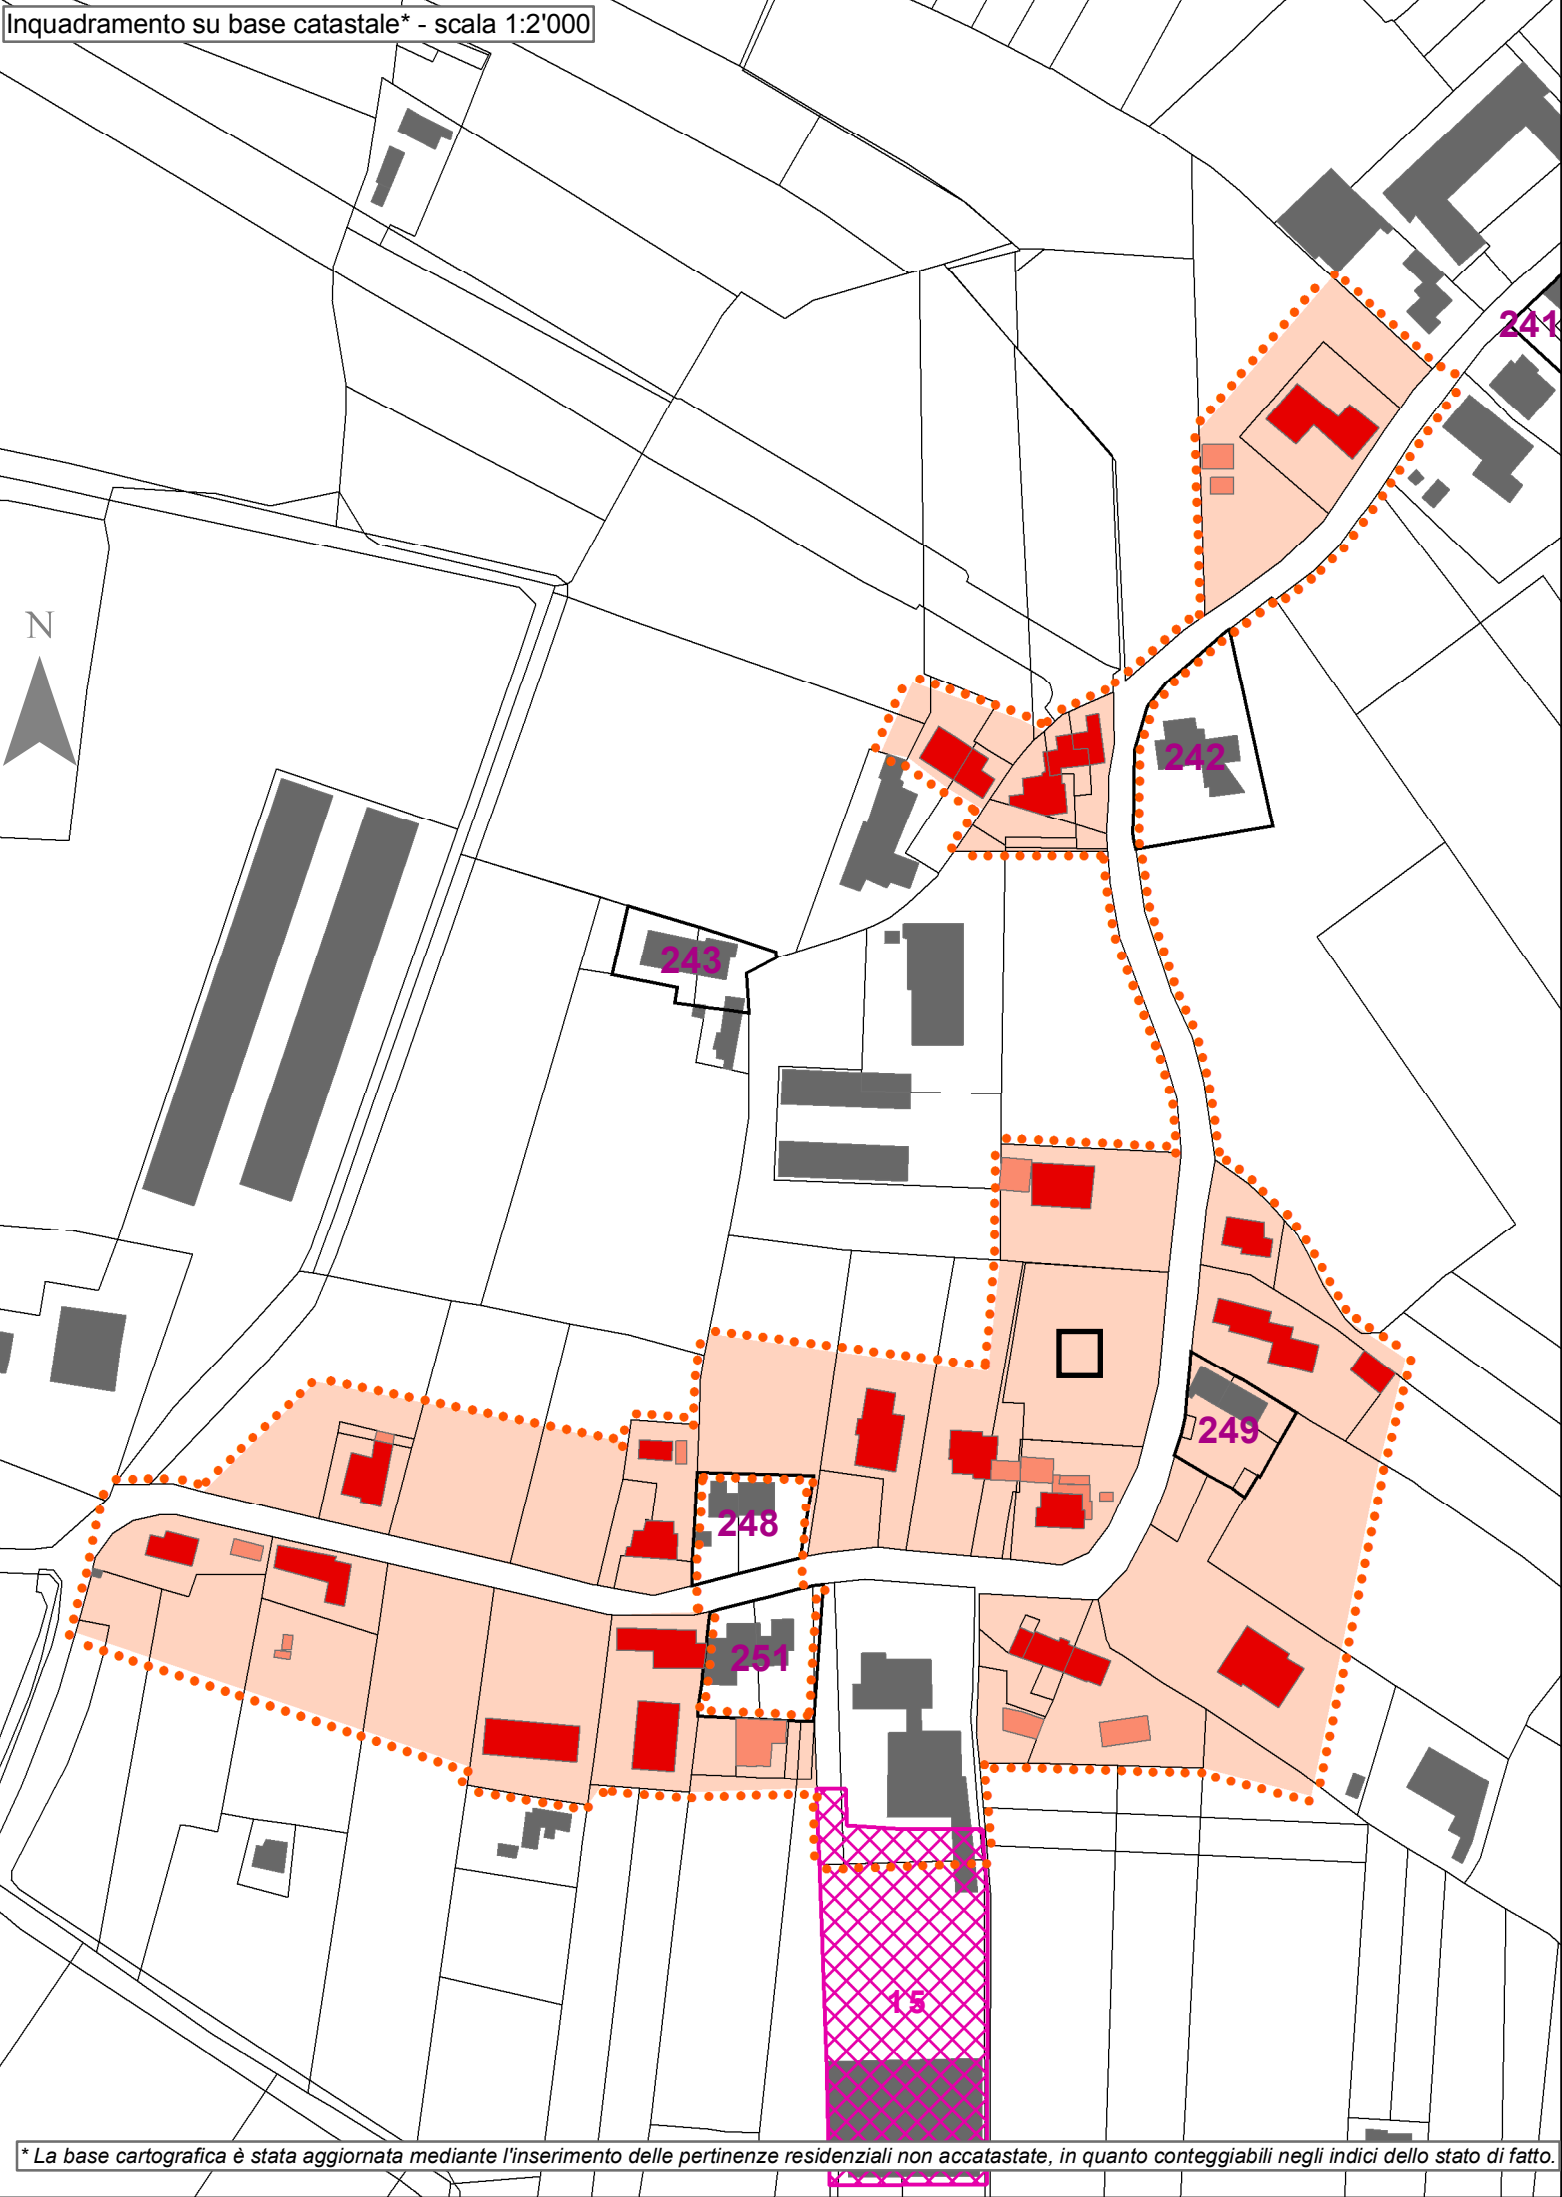 Inquadramento su base catastale* - scala 1:2'000
241
N
242
243
249
248
251
15
* La base cartografica è stata aggiornata mediante l'inserimento delle pertinenze residenziali non accatastate, in quanto conteggiabili negli indici dello stato di fatto.